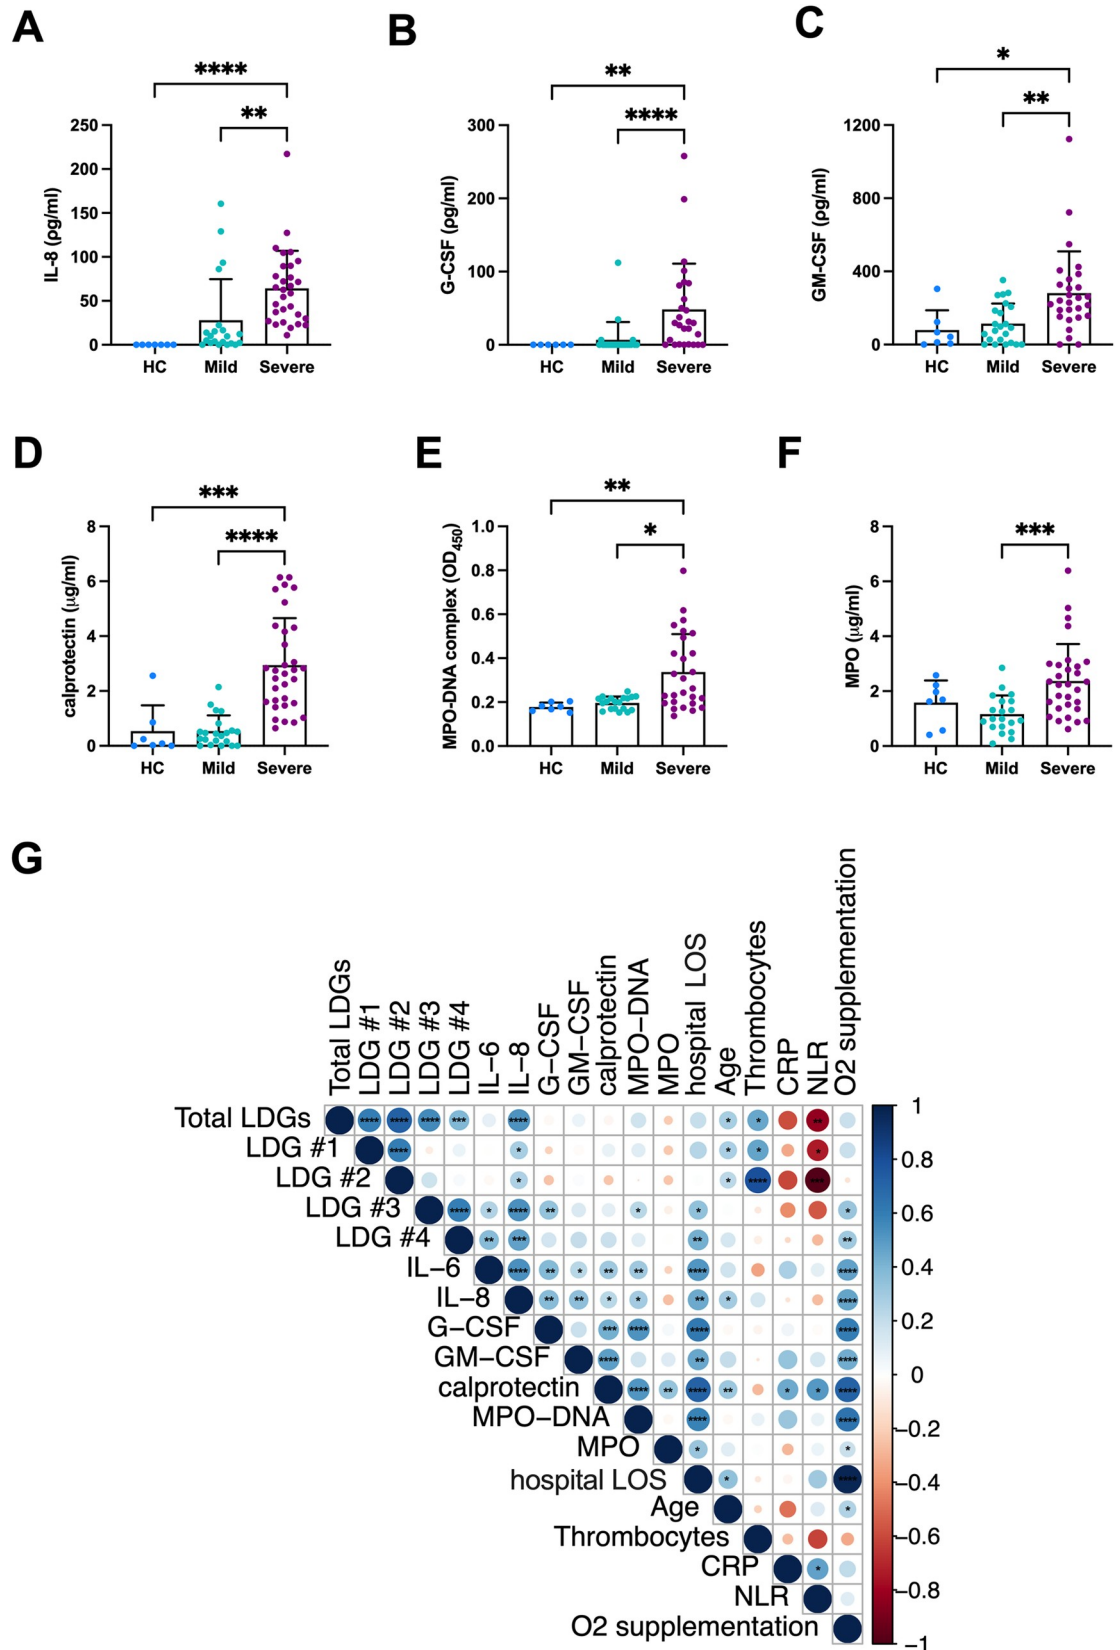 A
B
C
****
**
IL-8 (ρg/ml)
250
200
150
100
50
0
HC Mild Severe
**
****
G-CSF (ρg/ml)
300
200
100
0
HC Mild Severe
*
**
GM-CSF (ρg/ml)
1200
800
400
0
HC Mild Severe
D
E
F
***
****
calprotectin (μg/ml)
8
6
4
2
0
HC Mild Severe
**
*
MPO-DNA complex (OD450)
1.0
0.8
0.6
0.4
0.2
0.0
HC Mild Severe
***
MPO (μg/ml)
8
6
4
2
0
HC Mild Severe
G
Total LDGs
LDG #1
LDG #2
LDG #3
LDG #4
IL−6
IL−8
G−CSF
GM−CSF
calprotectin
MPO−DNA
MPO
hospital LOS
Age
Thrombocytes
CRP
NLR
O2 supplementation
Total LDGs **** **** **** *** **** * * **
LDG #1 **** * * * *
LDG #2 * * **** ***
LDG #3 **** * **** ** * * *
LDG #4 ** *** ** **
IL−6 **** ** * ** ** **** ****
IL−8 ** ** * * ** * ****
G−CSF *** **** **** ****
GM−CSF **** ** ****
calprotectin **** ** **** ** * * ****
MPO−DNA **** ****
MPO * *
hospital LOS * ****
Age *
Thrombocytes
CRP *
NLR
O2 supplementation
1
0.8
0.6
0.4
0.2
0
−0.2
−0.4
−0.6
−0.8
−1